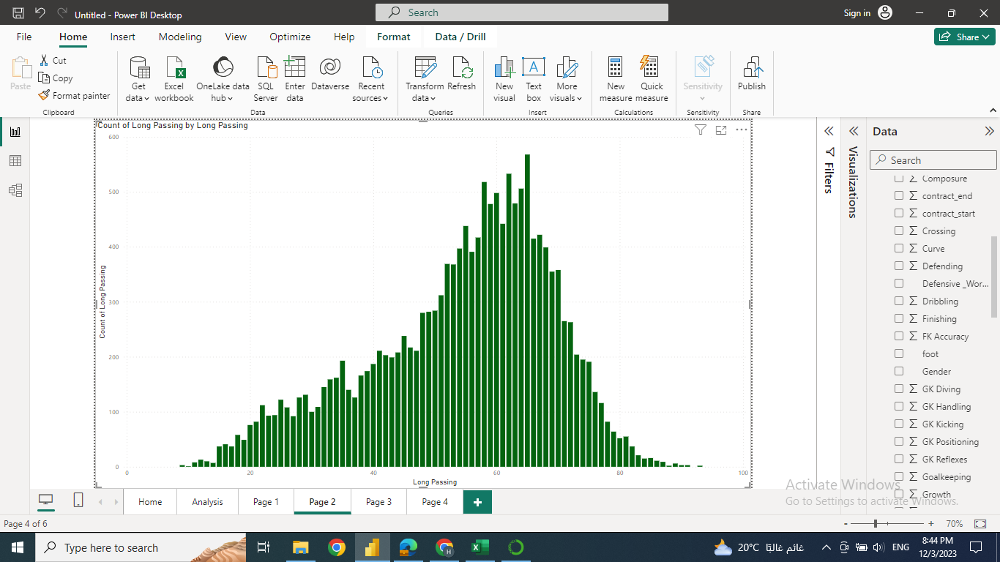 Untitled - Power BI Desktop
Search
Sign in
File Home Insert Modeling View Optimize Help Format Data / Drill
Share
Paste
Cut
Copy
Format painter
Clipboard
Get data
Excel workbook
OneLake data hub
SQL Server
Enter data
Dataverse
Recent sources
Data
Transform data
Refresh
Queries
New visual
Text box
More visuals
Insert
New measure
Quick measure
Calculations
Sensitivity
Sensitivity
Publish
Share
Count of Long Passing by Long Passing
600
500
400
300
200
100
0
Count of Long Passing
0 20 40 60 80 100
Long Passing
Filters
Visualizations
Data
Search
Composure
contract_end
contract_start
Crossing
Curve
Defending
Defensive _Wor...
Dribbling
Finishing
FK Accuracy
foot
Gender
GK Diving
GK Handling
GK Kicking
GK Positioning
GK Reflexes
Goalkeeping
Growth
Activate Windows
Go to Settings to activate Windows.
Home Analysis Page 1 Page 2 Page 3 Page 4 +
Page 4 of 6
- + 70%
Type here to search
20°C غائم غالبًا
ENG
8:44 PM
12/3/2023